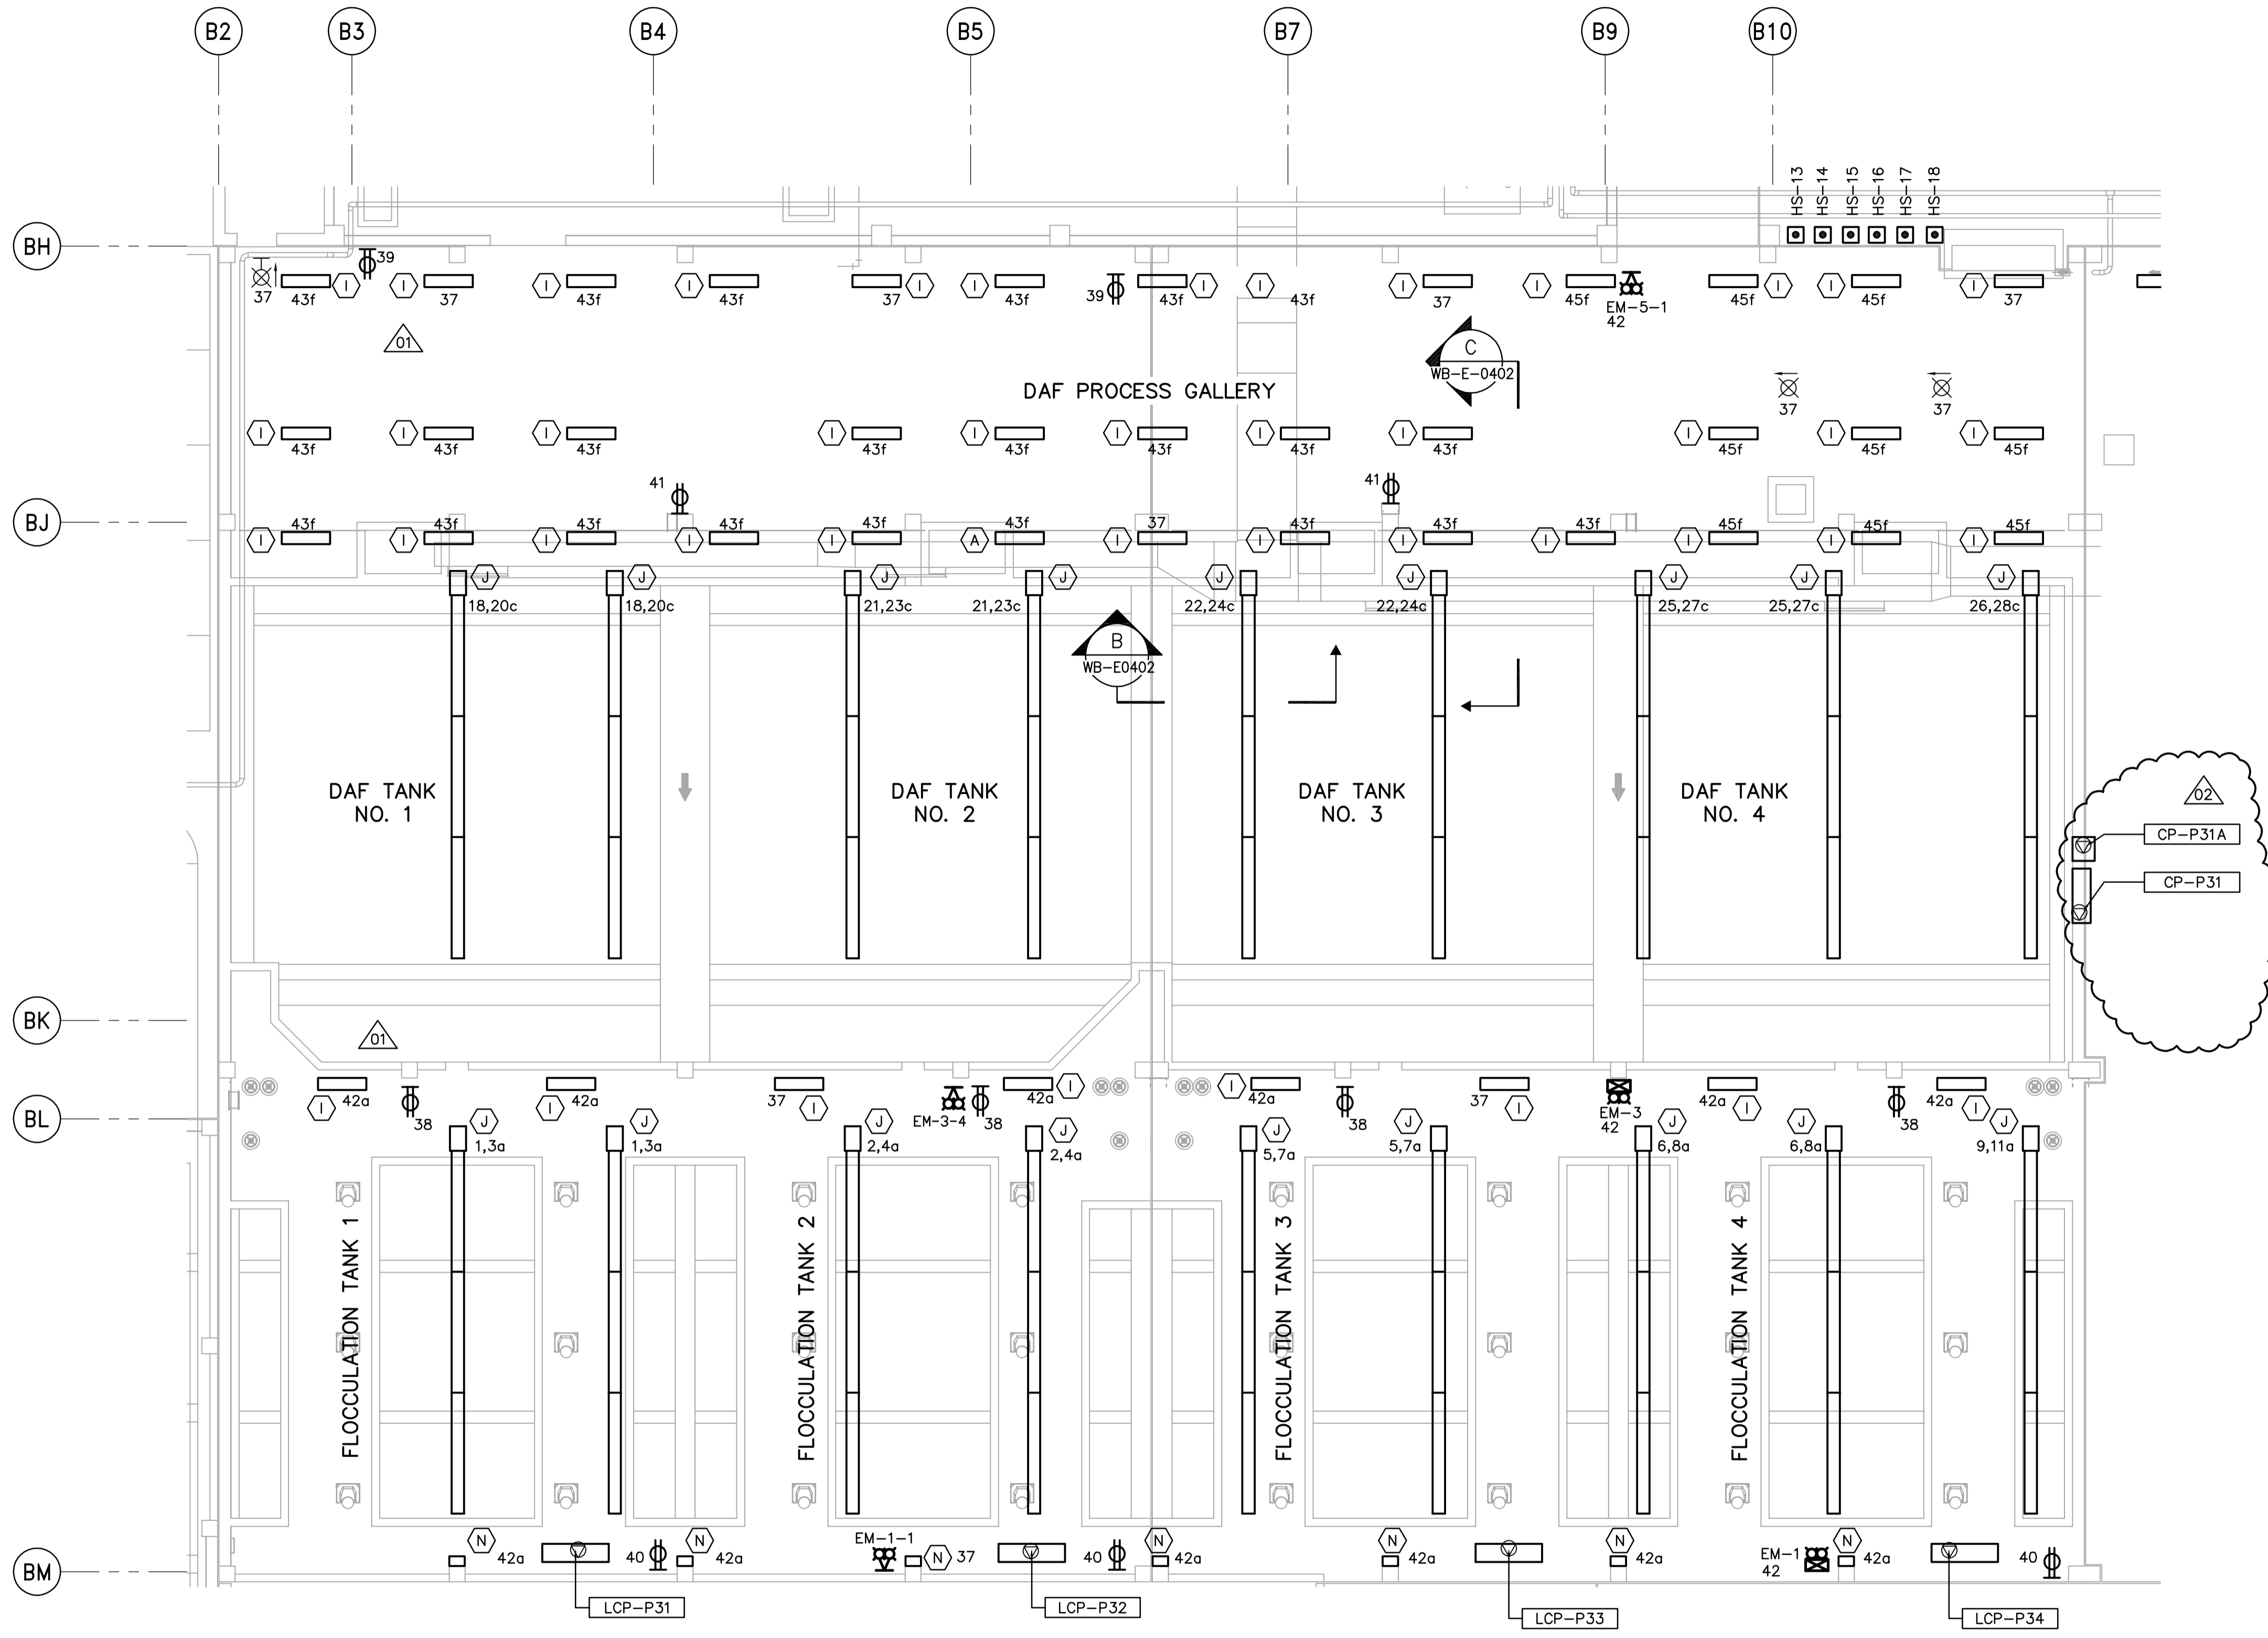 B2 B3 B4 B5 B7 B9 B10
HS-13
HS-14
HS-15
HS-16
HS-17
HS-18
BH
39
37 43f I I 37 I 43f I 43f 37 I I 43f 39 43f I I 43f I 37 I 45f 45f I I 45f I 37
EM-5-1
42
01
C
WB-E-0402
DAF PROCESS GALLERY
37 37
I 43f I 43f I 43f I 43f I 43f I 43f I 43f I 43f I 45f I 45f I 45f
41 41
BJ
I 43f I 43f I 43f I 43f I 43f A 43f I 37 I 43f I 43f I 43f I 45f I 45f I 45f
J J J J J J J J J
18,20c 18,20c 21,23c 21,23c 22,24c 22,24a 25,27c 25,27c 26,28c
B
WB-E0402
DAF TANK
NO. 1
DAF TANK
NO. 2
DAF TANK
NO. 3
DAF TANK
NO. 4
02
CP-P31A
CP-P31
BK
01
42a I 38 42a I 37 I EM-3-4 38 42a I I 42a 38 37 I EM-3
42
42a I 38 42a I
BL
J J J J J J J J J
1,3a 1,3a 2,4a 2,4a 5,7a 5,7a 6,8a 6,8a 9,11a
FLOCCULATION TANK 1
FLOCCULATION TANK 2
FLOCCULATION TANK 3
FLOCCULATION TANK 4
BM
N 42a 40 N 42a EM-1-1 N 37 40 N 42a N 42a N 42a EM-1
42
N 42a 40
LCP-P31 LCP-P32 LCP-P33 LCP-P34